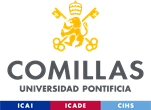 COMILLAS
UNIVERSIDAD PONTIFICIA
ICAI ICADE CIHS